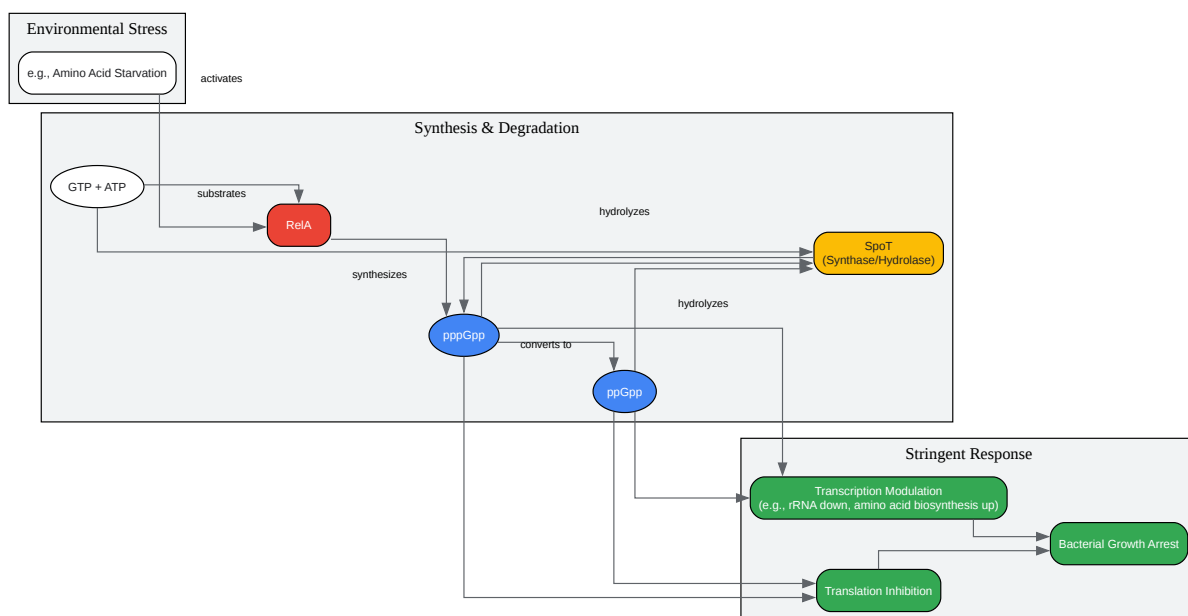 Environmental Stress
e.g., Amino Acid Starvation
activates
Synthesis & Degradation
GTP + ATP
substrates
RelA
hydrolyzes
SpoT
(Synthase/Hydrolase)
synthesizes
hydrolyzes
pppGpp
converts to
ppGpp
Stringent Response
Transcription Modulation
(e.g., rRNA down, amino acid biosynthesis up)
Bacterial Growth Arrest
Translation Inhibition